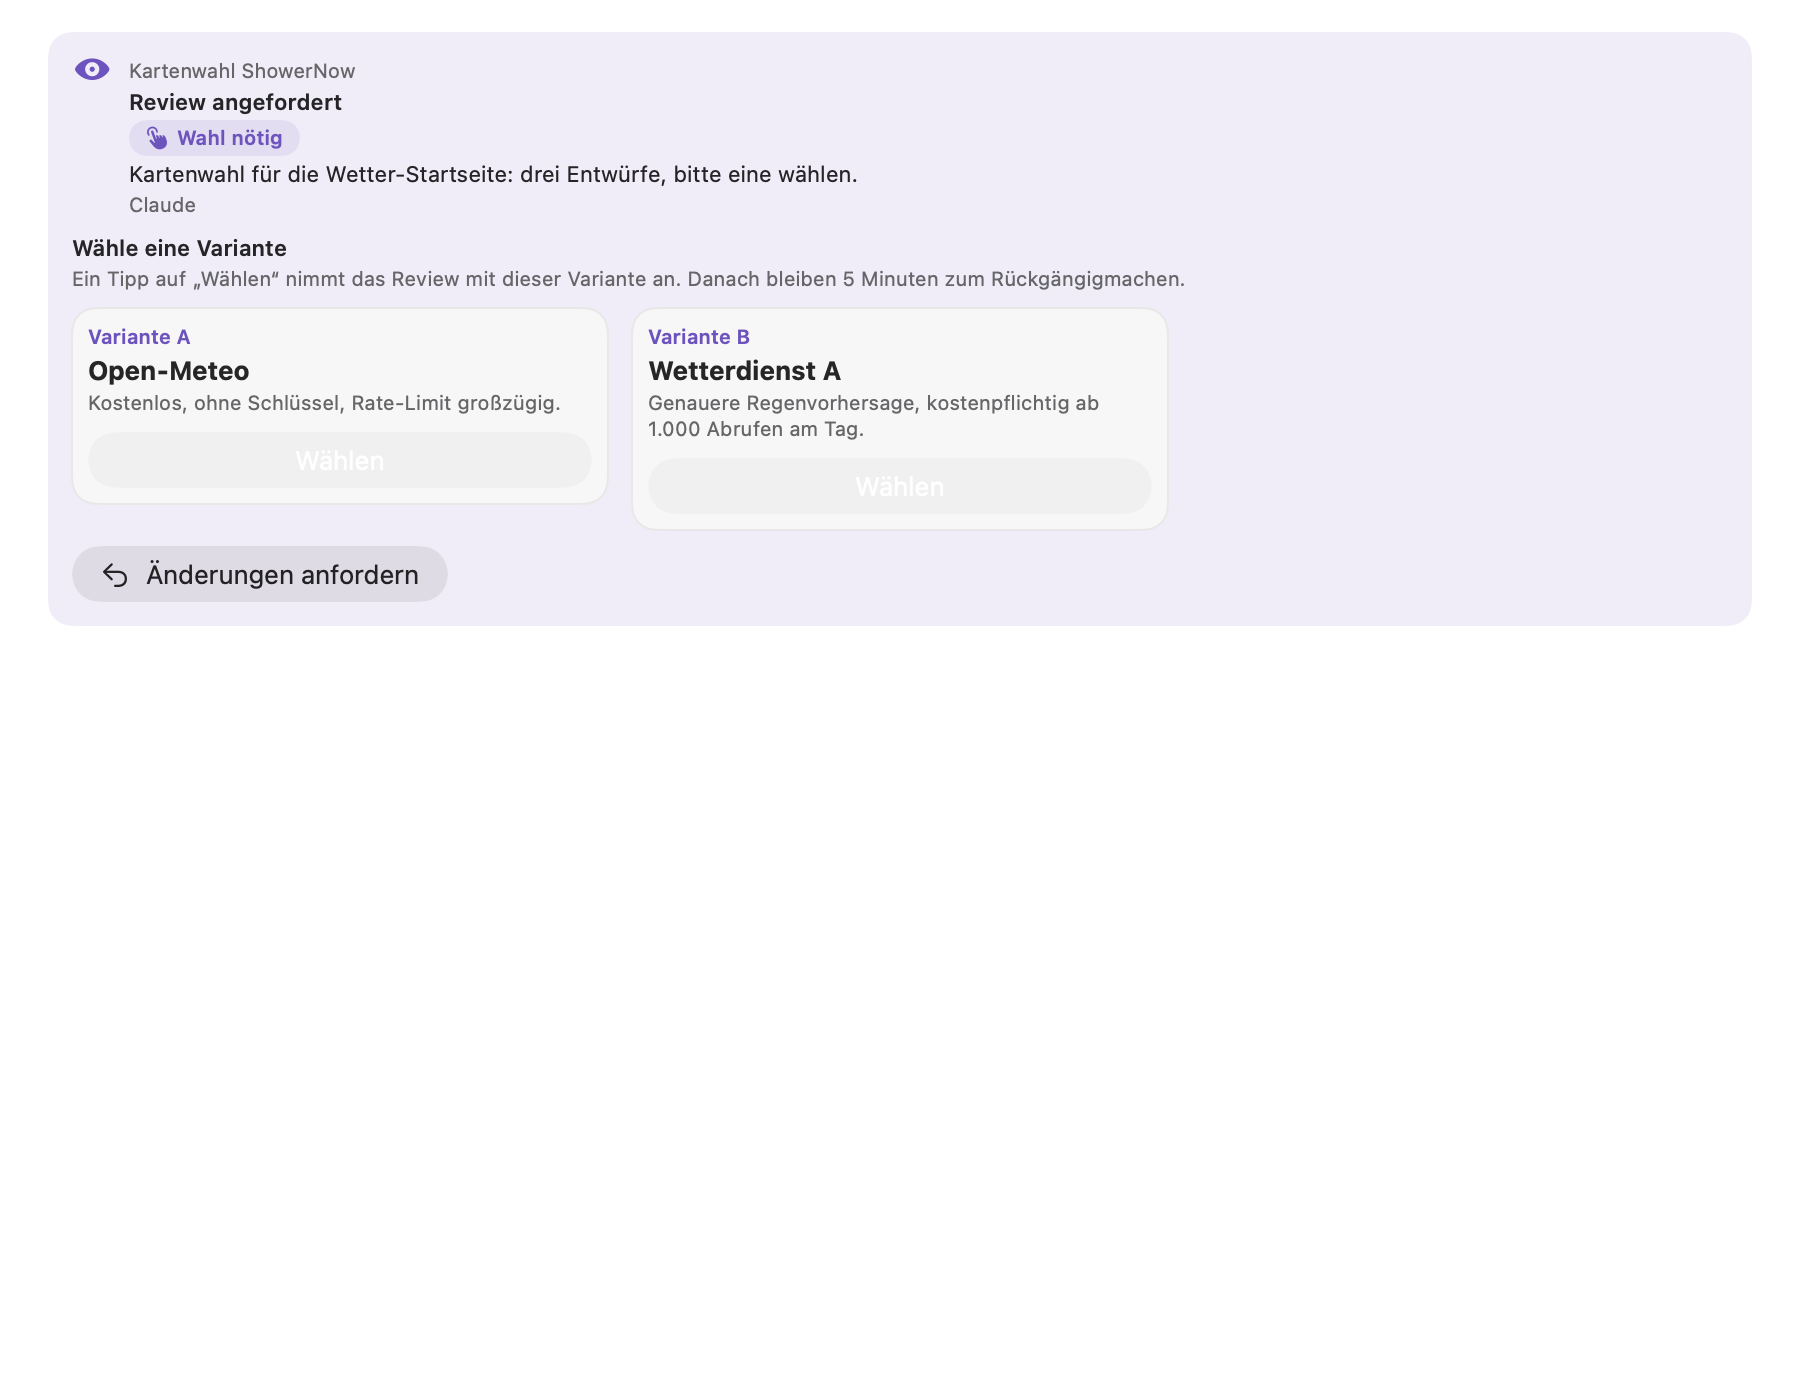 Kartenwahl ShowerNow
Review angefordert
Wahl nötig
Kartenwahl für die Wetter-Startseite: drei Entwürfe, bitte eine wählen.
Claude
Wähle eine Variante
Ein Tipp auf „Wählen“ nimmt das Review mit dieser Variante an. Danach bleiben 5 Minuten zum Rückgängigmachen.
Variante A
Open-Meteo
Kostenlos, ohne Schlüssel, Rate-Limit großzügig.
Wählen
Variante B
Wetterdienst A
Genauere Regenvorhersage, kostenpflichtig ab
1.000 Abrufen am Tag.
Wählen
Änderungen anfordern